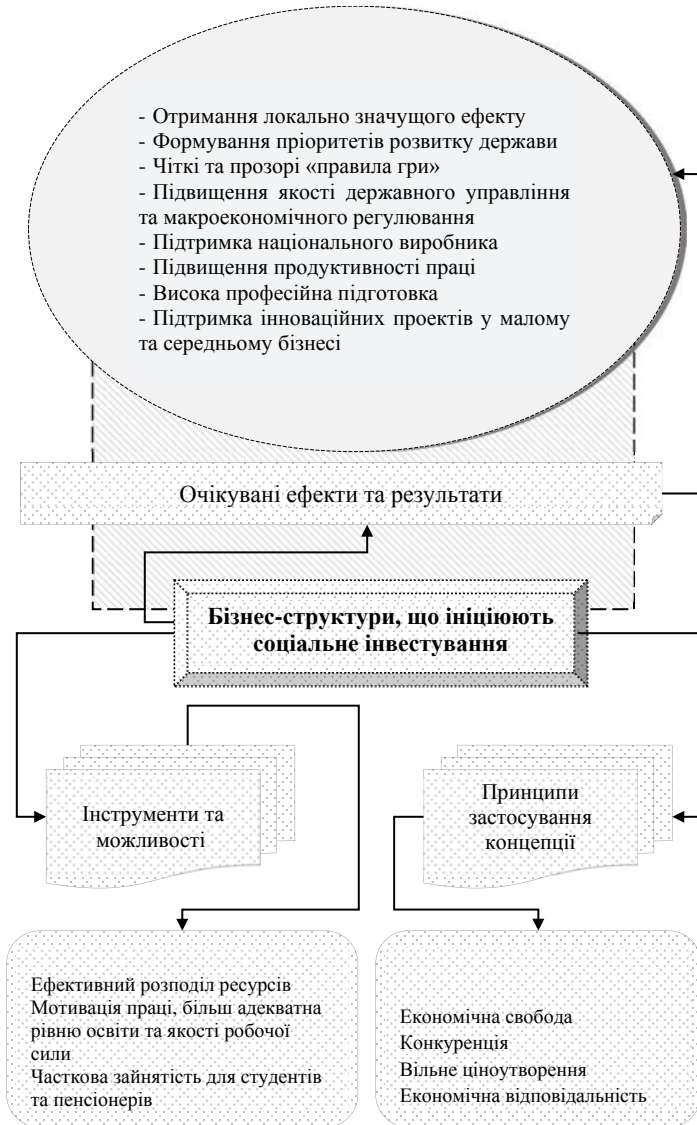 - Отримання локально значущого ефекту
- Формування пріоритетів розвитку держави
- Чіткі та прозорі «правила гри»
- Підвищення якості державного управління
та макроекономічного регулювання
- Підтримка національного виробника
- Підвищення продуктивності праці
- Висока професійна підготовка
- Підтримка інноваційних проектів у малому
та середньому бізнесі
Очікувані ефекти та результати
Бізнес-структури, що ініціюють
соціальне інвестування
Інструменти та
можливості
Принципи
застосування
концепції
Ефективний розподіл ресурсів
Мотивація праці, більш адекватна
рівню освіти та якості робочої
сили
Часткова зайнятість для студентів
та пенсіонерів
Економічна свобода
Конкуренція
Вільне ціноутворення
Економічна відповідальність